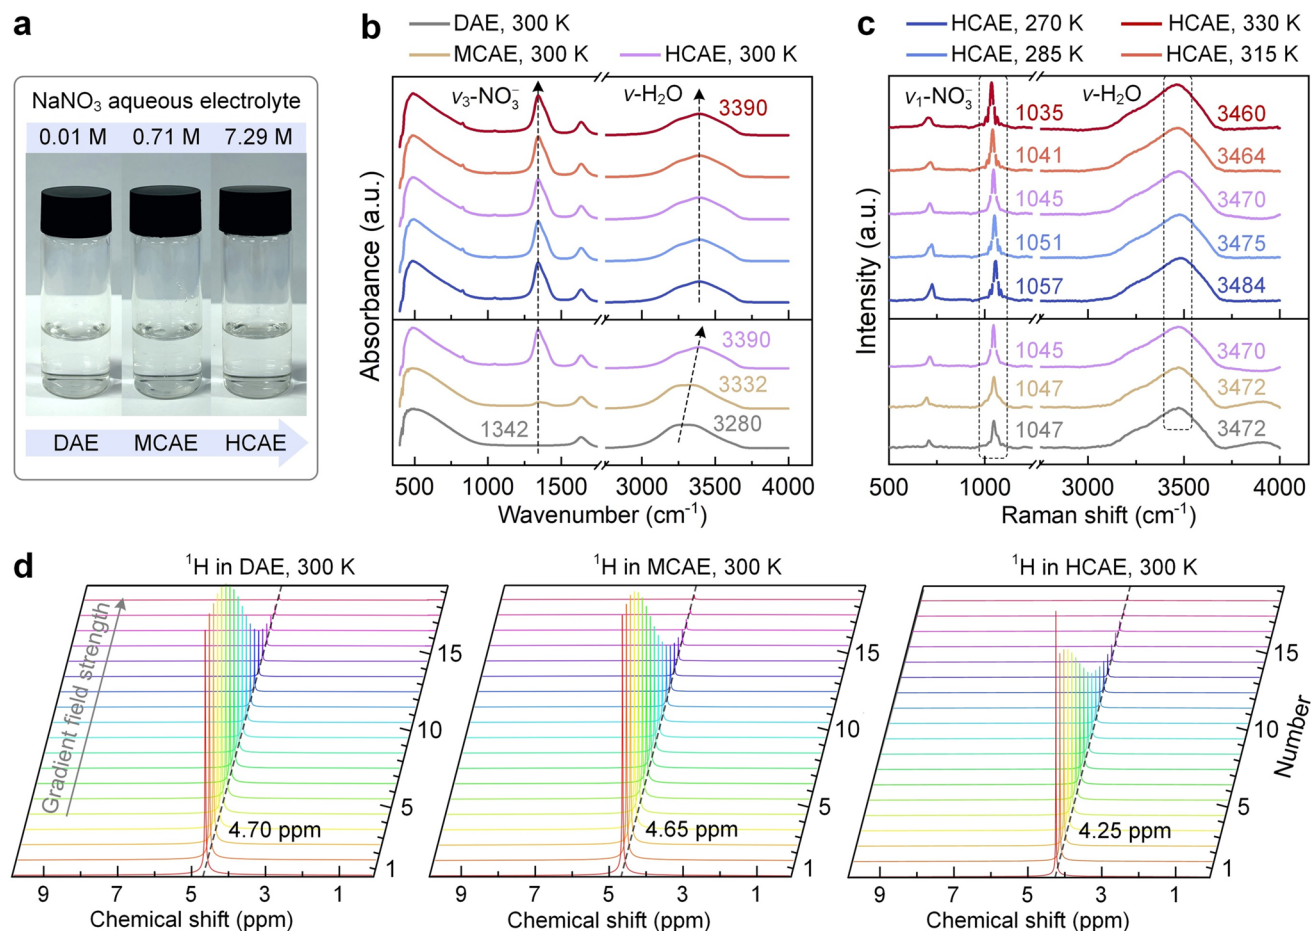 a
NaNO₃ aqueous electrolyte
0.01 M 0.71 M 7.29 M
DAE MCAE HCAE
b
DAE, 300 K
MCAE, 300 K HCAE, 300 K
ν₃-NO₃⁻ ν-H₂O
3390
3390
3332
1342 3280
Absorbance (a.u.)
500 1000 1500 3000 3500 4000
Wavenumber (cm⁻¹)
c
HCAE, 270 K HCAE, 330 K
HCAE, 285 K HCAE, 315 K
ν₁-NO₃⁻ ν-H₂O
1035 3460
1041 3464
1045 3470
1051 3475
1057 3484
1045 3470
1047 3472
1047 3472
Intensity (a.u.)
500 1000 3000 3500 4000
Raman shift (cm⁻¹)
d
¹H in DAE, 300 K
Gradient field strength
15
10
5
1
4.70 ppm
9 7 5 3 1
Chemical shift (ppm)
¹H in MCAE, 300 K
15
10
5
1
4.65 ppm
9 7 5 3 1
Chemical shift (ppm)
¹H in HCAE, 300 K
15
10
5
1
Number
4.25 ppm
9 7 5 3 1
Chemical shift (ppm)